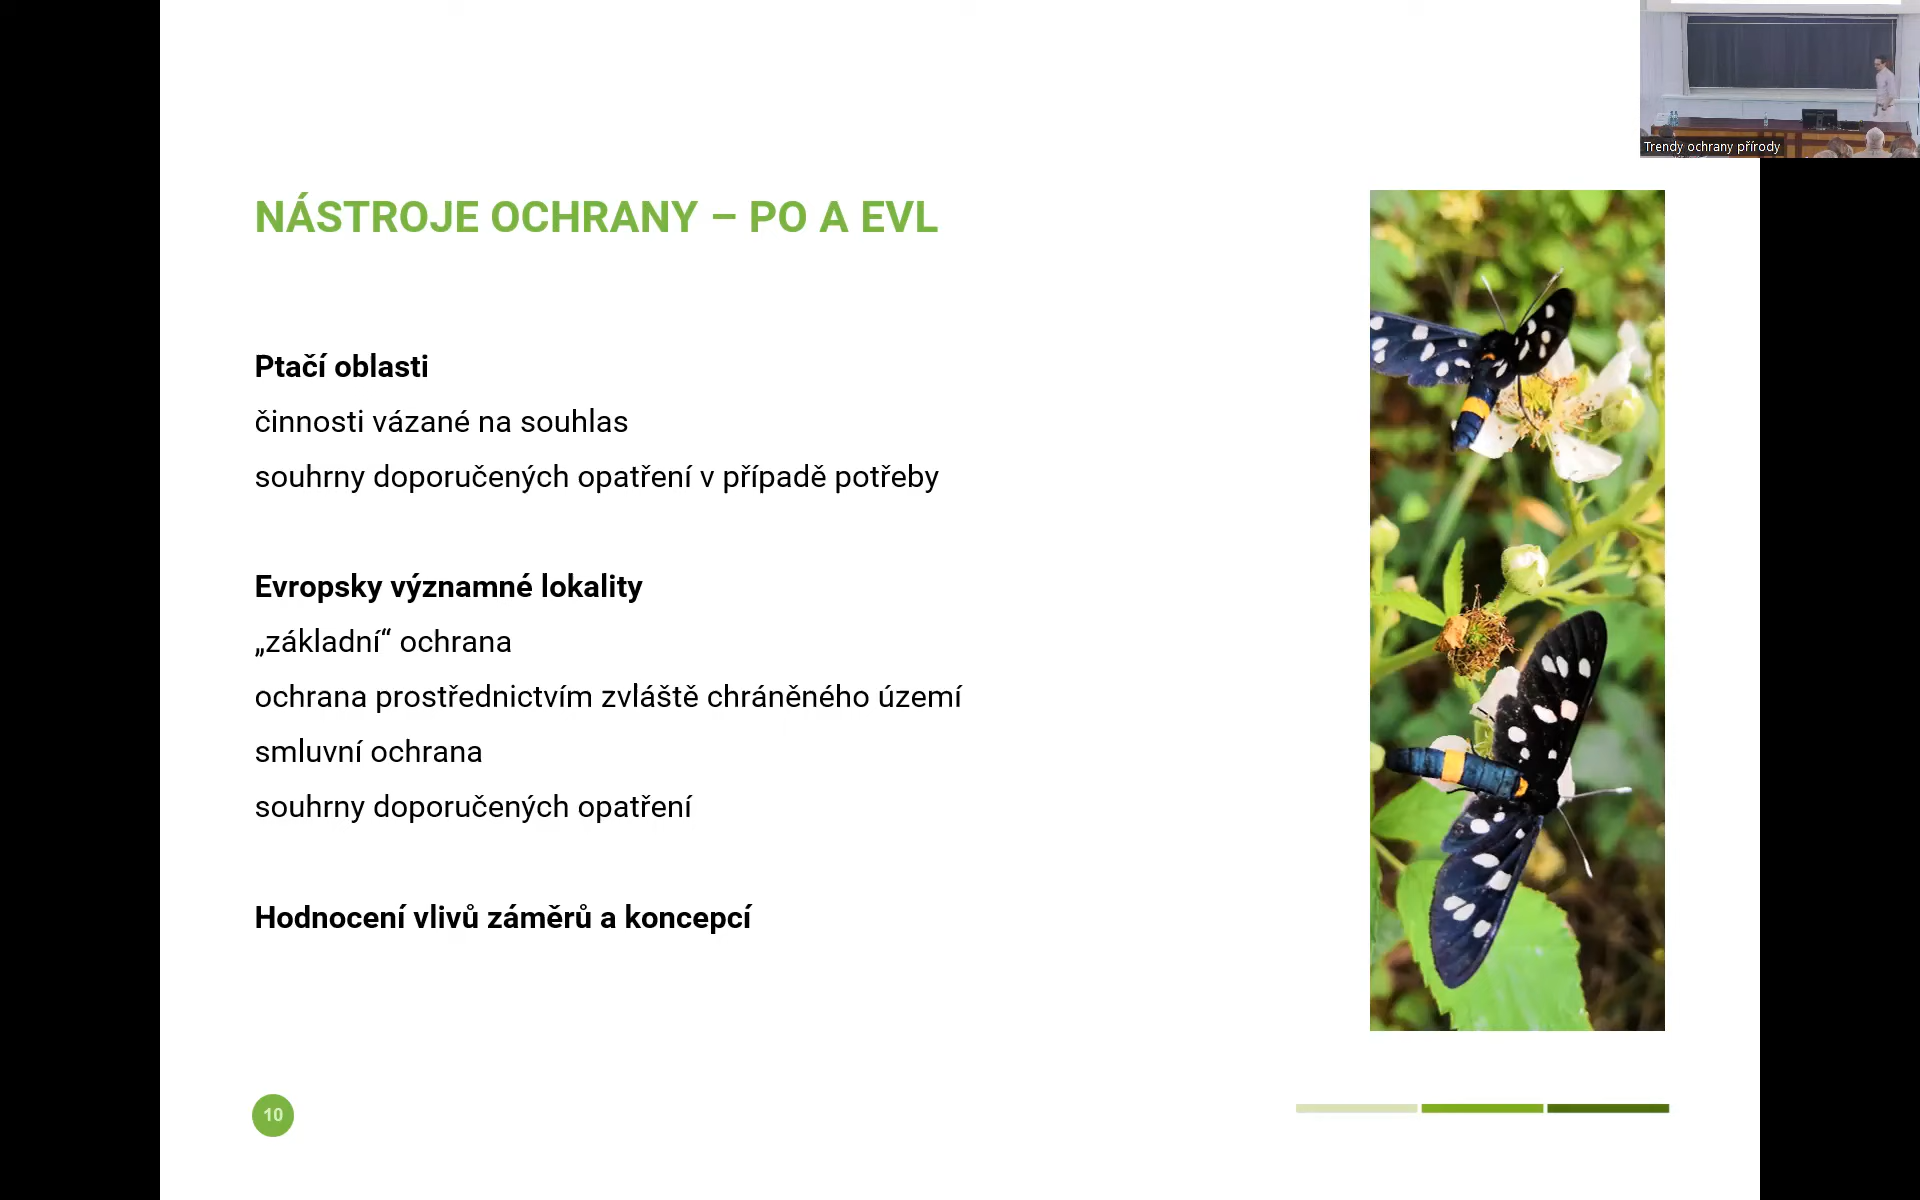 Trendy ochrany přírody
NÁSTROJE OCHRANY – PO A EVL
Ptačí oblasti
činnosti vázané na souhlas
souhrny doporučených opatření v případě potřeby
Evropsky významné lokality
„základní“ ochrana
ochrana prostřednictvím zvláště chráněného území
smluvní ochrana
souhrny doporučených opatření
Hodnocení vlivů záměrů a koncepcí
10